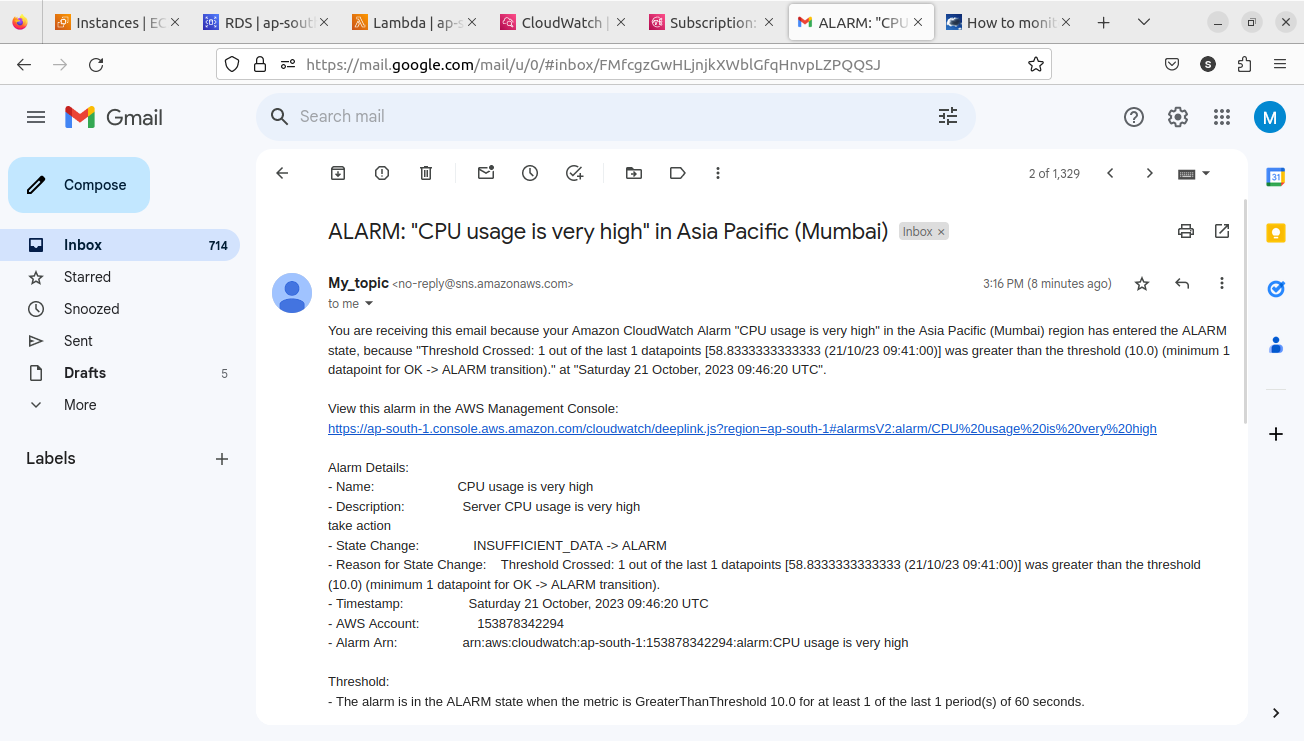 Instances | EC
RDS | ap-sout
Lambda | ap-s
CloudWatch |
Subscription:
ALARM: "CPU
How to monit
https://mail.google.com/mail/u/0/#inbox/FMfcgzGwHLjnjkXWblGfqHnvpLZPQQSJ
S
Gmail
Search mail
M
Compose
2 of 1,329
31
Inbox 714
Starred
Snoozed
Sent
Drafts 5
More
Labels
ALARM: "CPU usage is very high" in Asia Pacific (Mumbai) Inbox ×
My_topic <no-reply@sns.amazonaws.com> 3:16 PM (8 minutes ago)
to me
You are receiving this email because your Amazon CloudWatch Alarm "CPU usage is very high" in the Asia Pacific (Mumbai) region has entered the ALARM
state, because "Threshold Crossed: 1 out of the last 1 datapoints [58.8333333333333 (21/10/23 09:41:00)] was greater than the threshold (10.0) (minimum 1
datapoint for OK -> ALARM transition)." at "Saturday 21 October, 2023 09:46:20 UTC".
View this alarm in the AWS Management Console:
https://ap-south-1.console.aws.amazon.com/cloudwatch/deeplink.js?region=ap-south-1#alarmsV2:alarm/CPU%20usage%20is%20very%20high
Alarm Details:
- Name: CPU usage is very high
- Description: Server CPU usage is very high
take action
- State Change: INSUFFICIENT_DATA -> ALARM
- Reason for State Change: Threshold Crossed: 1 out of the last 1 datapoints [58.8333333333333 (21/10/23 09:41:00)] was greater than the threshold
(10.0) (minimum 1 datapoint for OK -> ALARM transition).
- Timestamp: Saturday 21 October, 2023 09:46:20 UTC
- AWS Account: 153878342294
- Alarm Arn: arn:aws:cloudwatch:ap-south-1:153878342294:alarm:CPU usage is very high
Threshold:
- The alarm is in the ALARM state when the metric is GreaterThanThreshold 10.0 for at least 1 of the last 1 period(s) of 60 seconds.